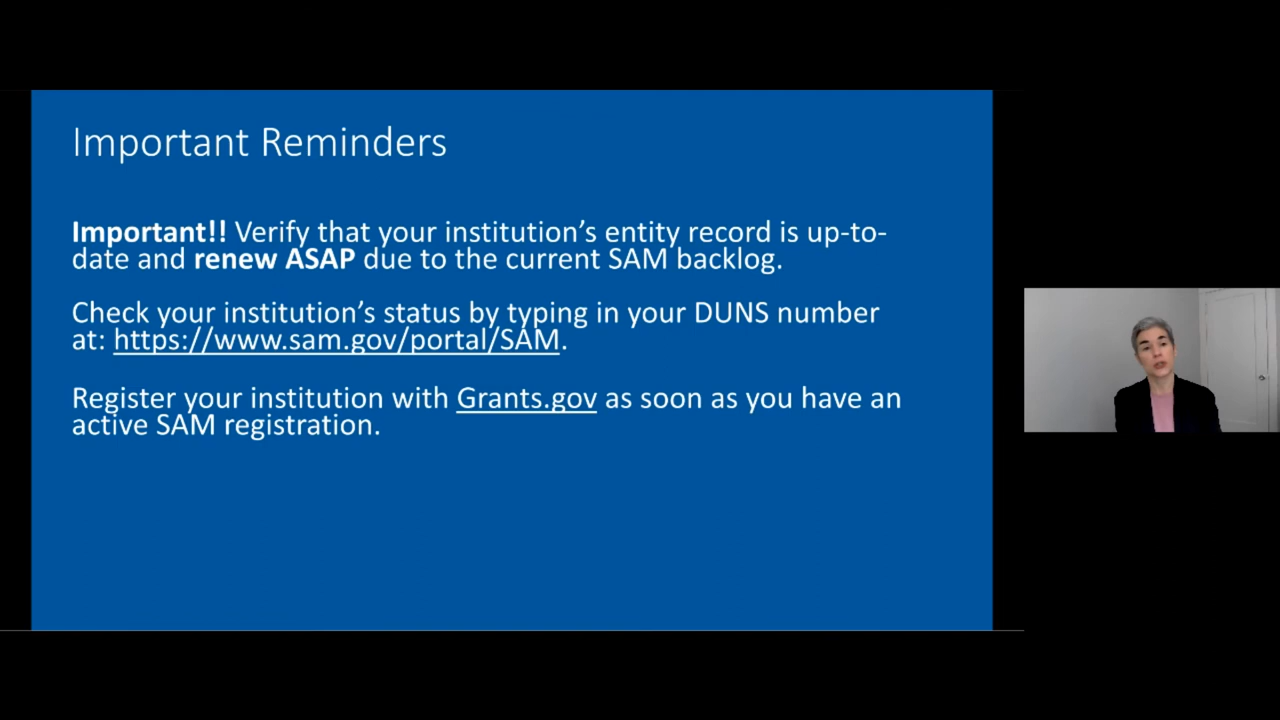 Important Reminders
Important!! Verify that your institution’s entity record is up-to-
date and renew ASAP due to the current SAM backlog.
Check your institution’s status by typing in your DUNS number
at: https://www.sam.gov/portal/SAM.
Register your institution with Grants.gov as soon as you have an
active SAM registration.